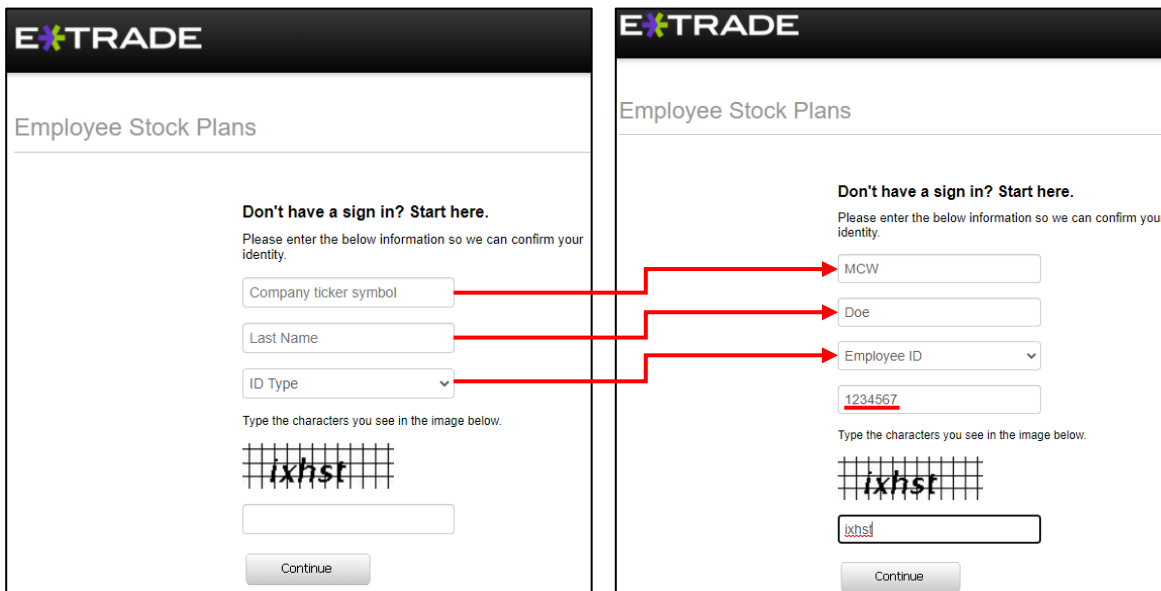 E*TRADE
Employee Stock Plans
Don't have a sign in? Start here.
Please enter the below information so we can confirm your
identity.
Company ticker symbol
Last Name
ID Type
Type the characters you see in the image below.
ixhst
Continue
E*TRADE
Employee Stock Plans
Don't have a sign in? Start here.
Please enter the below information so we can confirm your
identity.
MCW
Doe
Employee ID
1234567
Type the characters you see in the image below.
ixhst
ixhst
Continue